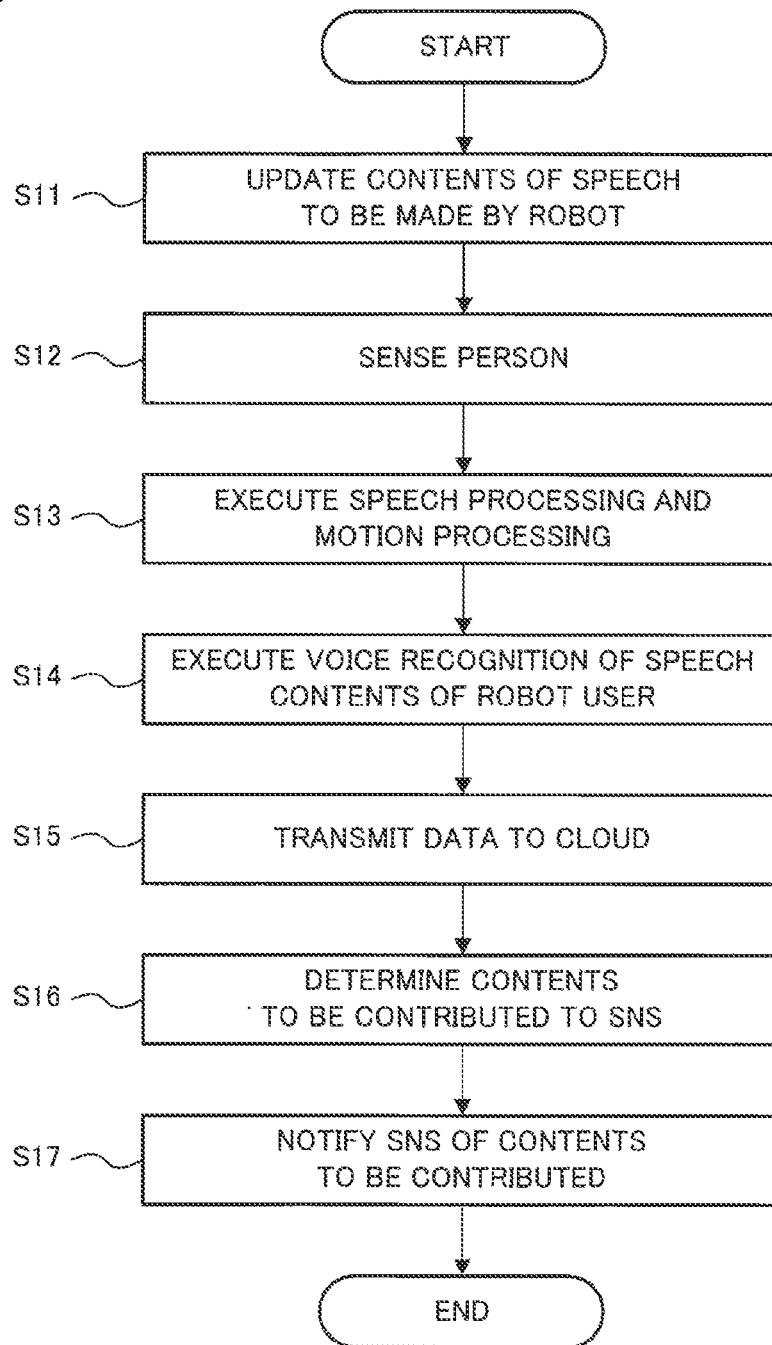 START
S11
UPDATE CONTENTS OF SPEECH
TO BE MADE BY ROBOT
S12
SENSE PERSON
S13
EXECUTE SPEECH PROCESSING AND
MOTION PROCESSING
S14
EXECUTE VOICE RECOGNITION OF SPEECH
CONTENTS OF ROBOT USER
S15
TRANSMIT DATA TO CLOUD
S16
DETERMINE CONTENTS
TO BE CONTRIBUTED TO SNS
S17
NOTIFY SNS OF CONTENTS
TO BE CONTRIBUTED
END